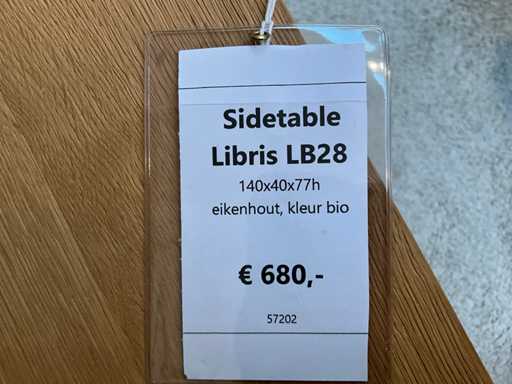 Sidetable
Libris LB28
140x40x77h
eikenhout, kleur bio
€ 680,-
57202